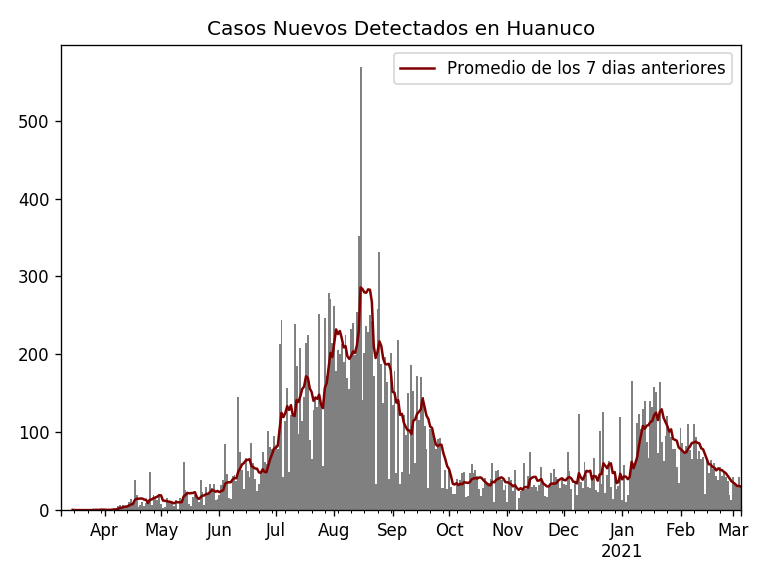 Casos Nuevos Detectados en Huanuco
Promedio de los 7 dias anteriores
500
400
300
200
100
0
Apr May Jun Jul Aug Sep Oct Nov Dec Jan Feb Mar
2021